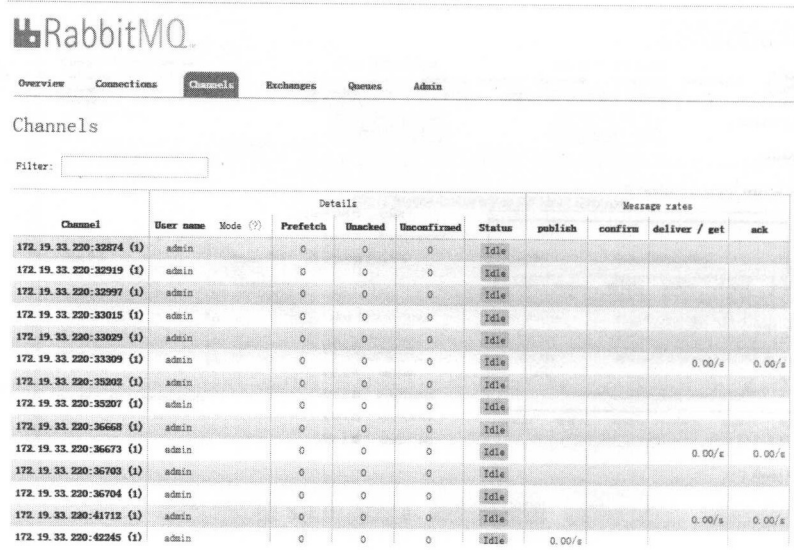 RabbitMQ
Overview Connections Channels Exchanges Queues Admin
Channels
Filter:
Details Message rates
Channel User name Mode (?) Prefetch Unacked Unconfirmed Status publish confirm deliver / get ack
172.19.33.220:32874 (1) admin 0 0 0 Idle
172.19.33.220:32919 (1) admin 0 0 0 Idle
172.19.33.220:32997 (1) admin 0 0 0 Idle
172.19.33.220:33015 (1) admin 0 0 0 Idle
172.19.33.220:33029 (1) admin 0 0 0 Idle
172.19.33.220:33309 (1) admin 0 0 0 Idle 0.00/s 0.00/s
172.19.33.220:35202 (1) admin 0 0 0 Idle
172.19.33.220:35207 (1) admin 0 0 0 Idle
172.19.33.220:36668 (1) admin 0 0 0 Idle
172.19.33.220:36673 (1) admin 0 0 0 Idle 0.00/s 0.00/s
172.19.33.220:36703 (1) admin 0 0 0 Idle
172.19.33.220:36704 (1) admin 0 0 0 Idle
172.19.33.220:41712 (1) admin 0 0 0 Idle 0.00/s 0.00/s
172.19.33.220:42245 (1) admin 0 0 0 Idle 0.00/s